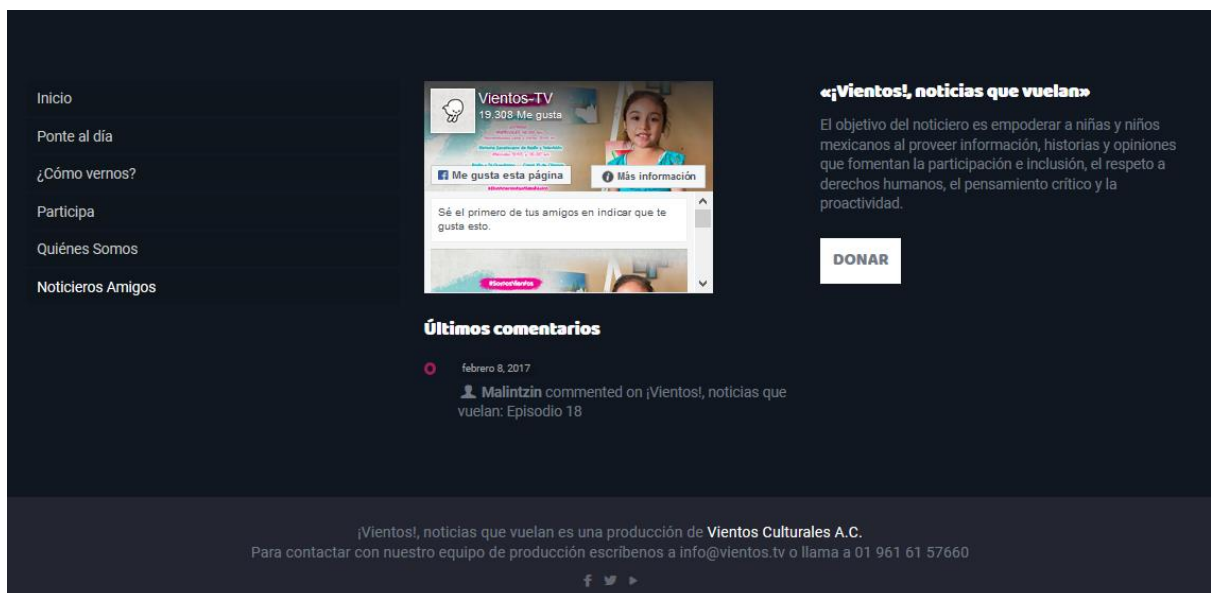 Inicio
Ponte al día
¿Cómo vernos?
Participa
Quiénes Somos
Noticieros Amigos
Vientos-TV
19.308 Me gusta
Me gusta esta página
Más información
Sé el primero de tus amigos en indicar que te
gusta esto.
#SomosVientos
Últimos comentarios
febrero 8, 2017
Malintzin commented on ¡Vientos!, noticias que
vuelan: Episodio 18
«¡Vientos!, noticias que vuelan»
El objetivo del noticiero es empoderar a niñas y niños
mexicanos al proveer información, historias y opiniones
que fomentan la participación e inclusión, el respeto a
derechos humanos, el pensamiento crítico y la
proactividad.
DONAR
¡Vientos!, noticias que vuelan es una producción de Vientos Culturales A.C.
Para contactar con nuestro equipo de producción escríbenos a info@vientos.tv o llama a 01 961 61 57660